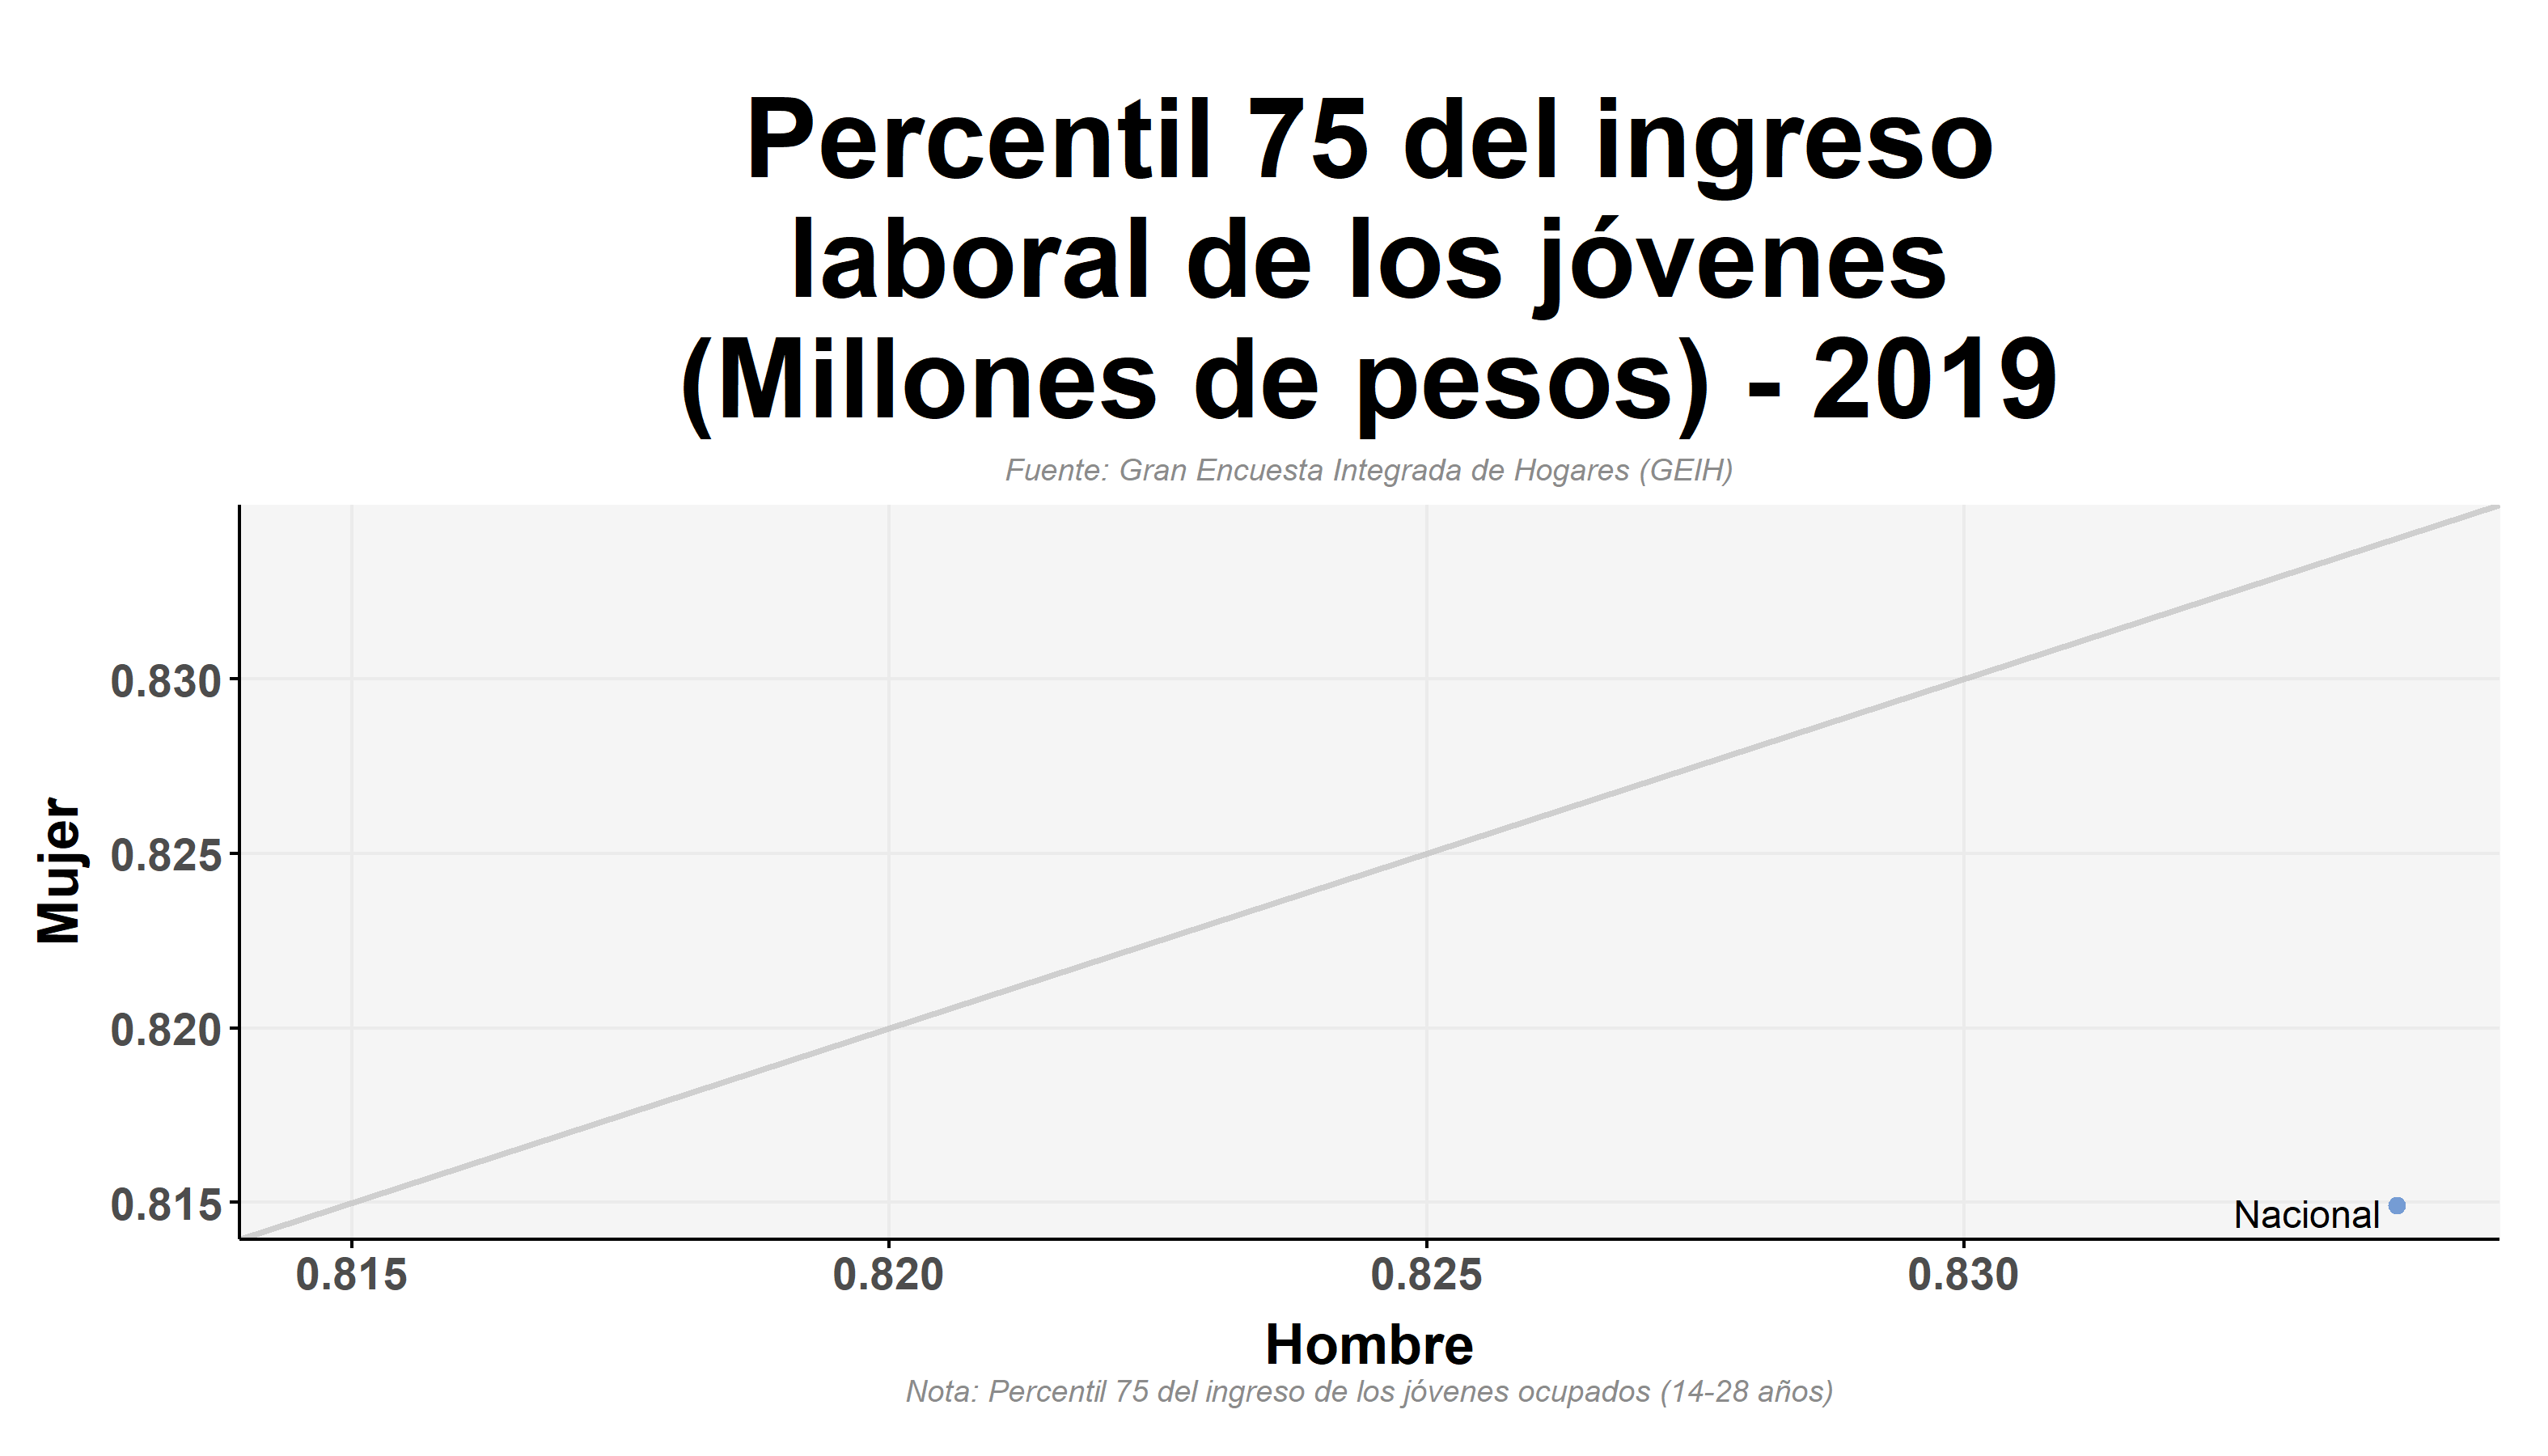 Percentil 75 del ingreso
laboral de los jóvenes
(Millones de pesos) - 2019
Fuente: Gran Encuesta Integrada de Hogares (GEIH)
Mujer
0.830
0.825
0.820
0.815
Nacional
0.815
0.820
0.825
0.830
Hombre
Nota: Percentil 75 del ingreso de los jóvenes ocupados (14-28 años)